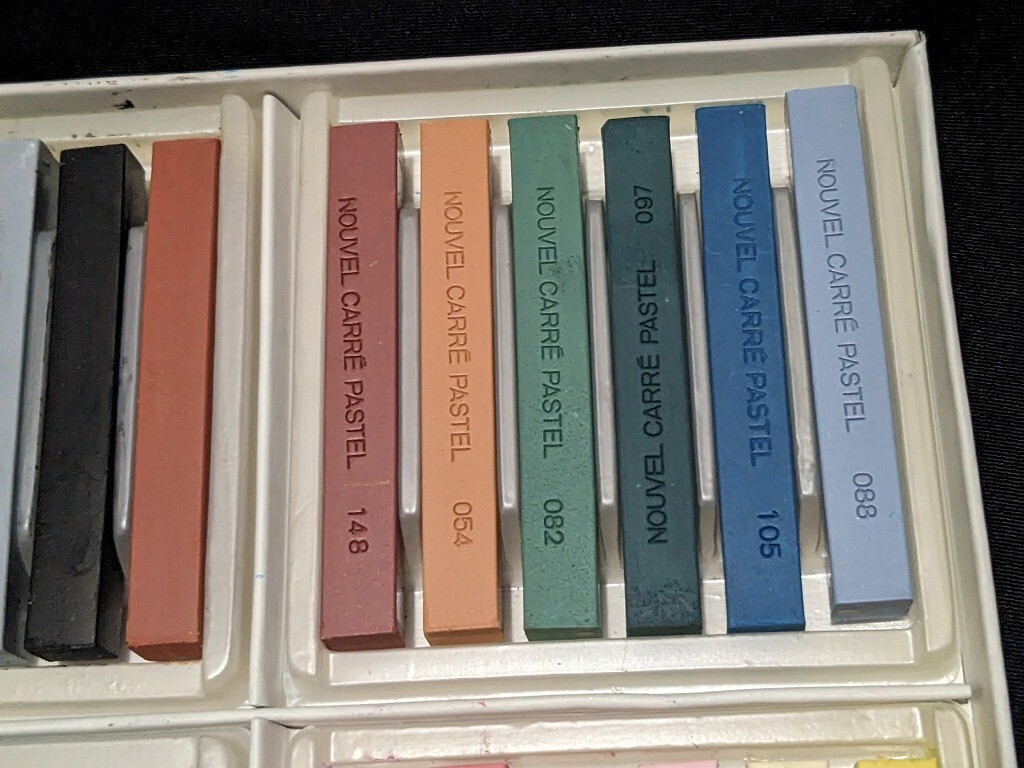 NOUVEL CARRÉ PASTEL 148
NOUVEL CARRÉ PASTEL 054
NOUVEL CARRÉ PASTEL 082
NOUVEL CARRÉ PASTEL 097
NOUVEL CARRÉ PASTEL 105
NOUVEL CARRÉ PASTEL 088